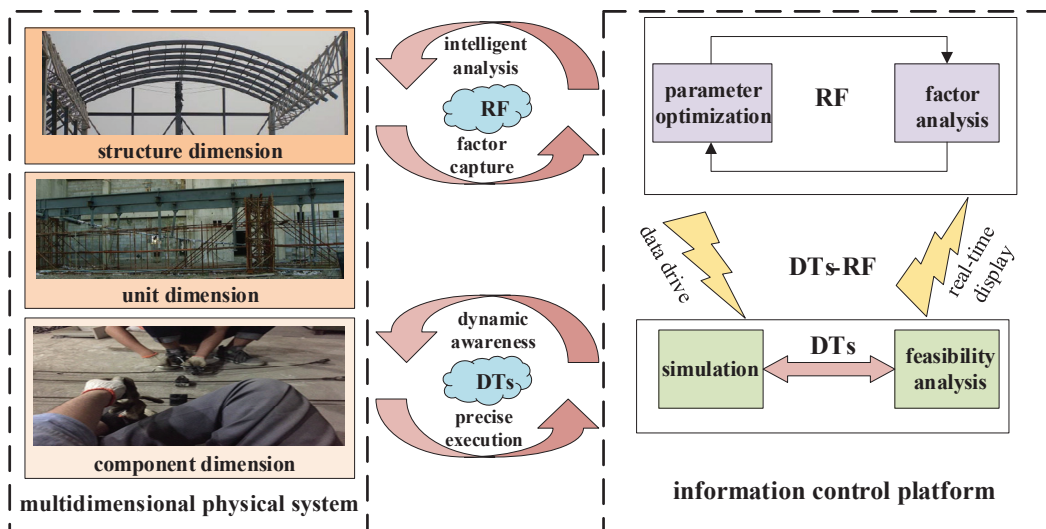 structure dimension
unit dimension
component dimension
multidimensional physical system
intelligent
analysis
RF
factor
capture
dynamic
awareness
DTs
precise
execution
parameter
optimization
RF
factor
analysis
data drive
DTs-RF
real-time
display
simulation
DTs
feasibility
analysis
information control platform